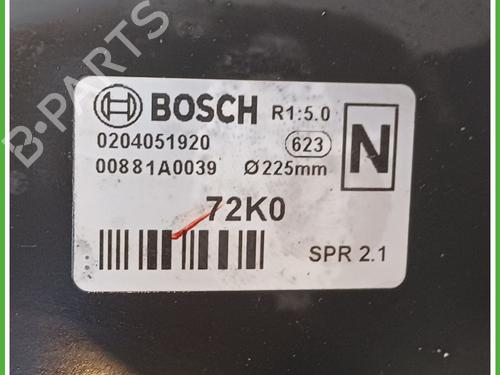 B-PARTS
BOSCH R1:5.0
0204051920 623
00881A0039 Ø225mm
N
72K0
SPR 2.1